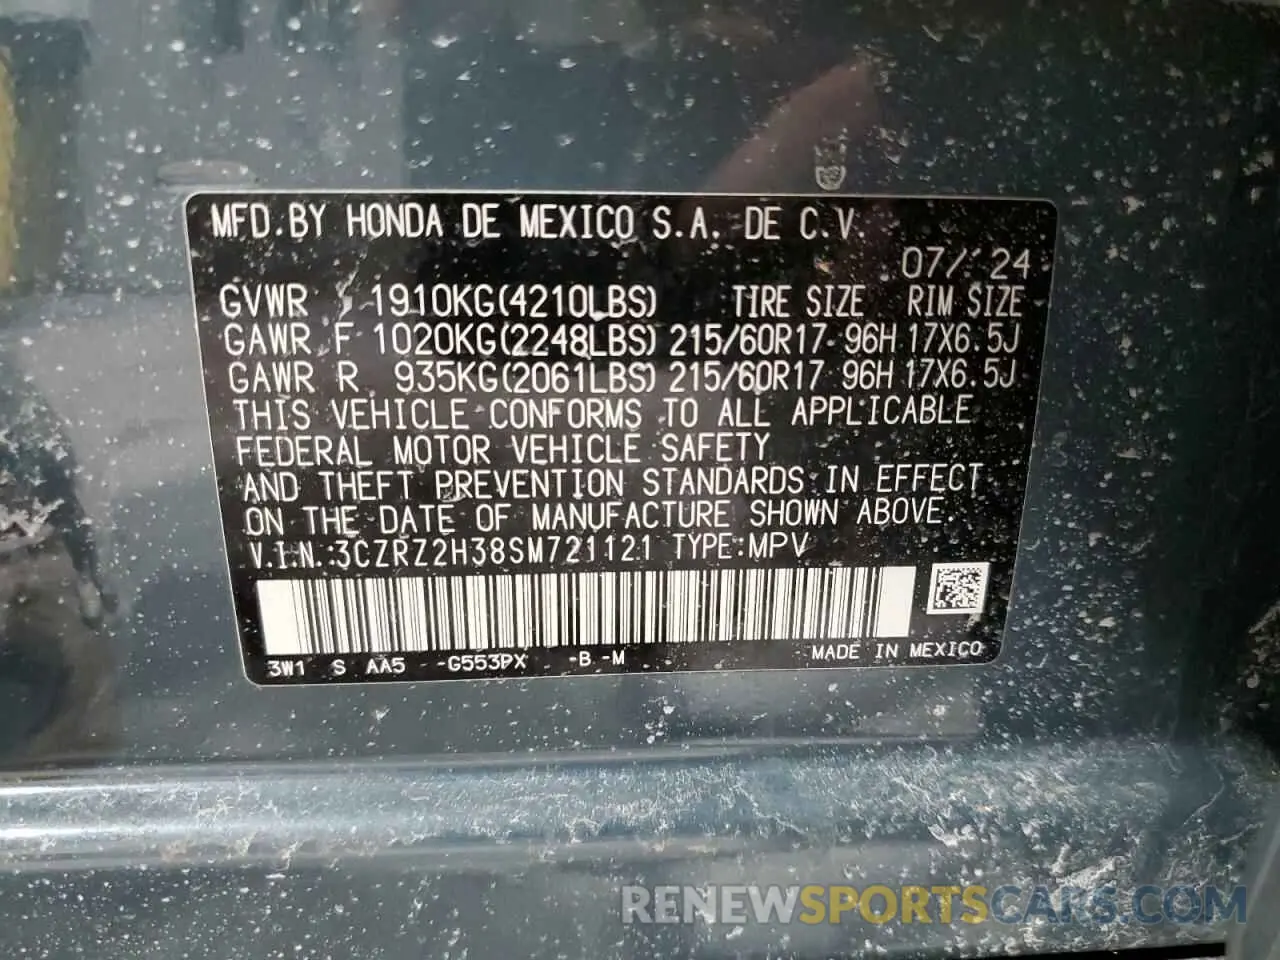 MFD.BY HONDA DE MEXICO S.A. DE C.V.
07/ 24
GVWR 1910KG(4210LBS) TIRE SIZE RIM SIZE
GAWR F 1020KG(2248LBS) 215/60R17 96H 17X6.5J
GAWR R 935KG(2061LBS) 215/60R17 96H 17X6.5J
THIS VEHICLE CONFORMS TO ALL APPLICABLE
FEDERAL MOTOR VEHICLE SAFETY
AND THEFT PREVENTION STANDARDS IN EFFECT
ON THE DATE OF MANUFACTURE SHOWN ABOVE.
V.I.N.:3CZRZ2H38SM721121 TYPE:MPV
3W1 S AA5 -G553PX -B -M MADE IN MEXICO
RENEWSPORTSCARS.COM